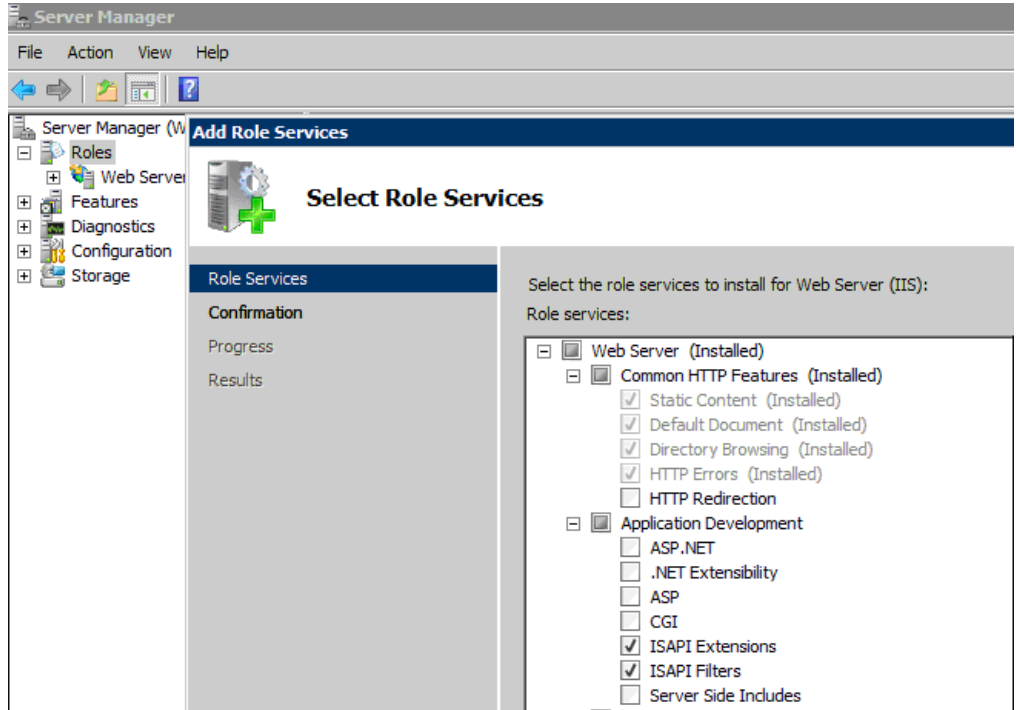 Server Manager
File Action View Help
Server Manager (W
Roles
Web Server
Features
Diagnostics
Configuration
Storage
Add Role Services
Select Role Services
Role Services
Confirmation
Progress
Results
Select the role services to install for Web Server (IIS):
Role services:
Web Server (Installed)
Common HTTP Features (Installed)
Static Content (Installed)
Default Document (Installed)
Directory Browsing (Installed)
HTTP Errors (Installed)
HTTP Redirection
Application Development
ASP.NET
.NET Extensibility
ASP
CGI
ISAPI Extensions
ISAPI Filters
Server Side Includes